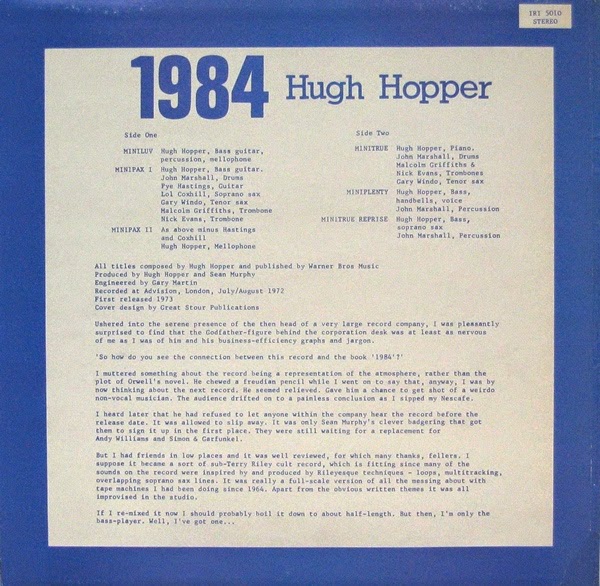 IRI 5010
STEREO
1984 Hugh Hopper
Side One
MINILUV Hugh Hopper, Bass guitar,
percussion, mellophone
MINIPAX I Hugh Hopper, Bass guitar.
John Marshall, Drums
Pye Hastings, Guitar
Lol Coxhill, Soprano sax
Gary Windo, Tenor sax
Malcolm Griffiths, Trombone
Nick Evans, Trombone
MINIPAX II As above minus Hastings
and Coxhill
Hugh Hopper, Mellophone
Side Two
MINITRUE Hugh Hopper, Piano.
John Marshall, Drums
Malcolm Griffiths &
Nick Evans, Trombones
Gary Windo, Tenor sax
MINIPLENTY Hugh Hopper, Bass,
handbells, voice
John Marshall, Percussion
MINITRUE REPRISE Hugh Hopper, Bass,
soprano sax
John Marshall, Percussion
All titles composed by Hugh Hopper and published by Warner Bros Music
Produced by Hugh Hopper and Sean Murphy
Engineered by Gary Martin
Recorded at Advision, London, July/August 1972
First released 1973
Cover design by Great Stour Publications
Ushered into the serene presence of the then head of a very large record company, I was pleasantly
surprised to find that the Godfather-figure behind the corporation desk was at least as nervous
of me as I was of him and his business-efficiency graphs and jargon.
'So how do you see the connection between this record and the book '1984'?'
I muttered something about the record being a representation of the atmosphere, rather than the
plot of Orwell's novel. He chewed a freudian pencil while I went on to say that, anyway, I was by
now thinking about the next record. He seemed relieved. Gave him a chance to get shot of a weirdo
non-vocal musician. The audience drifted on to a painless conclusion as I sipped my Nescafe.
I heard later that he had refused to let anyone within the company hear the record before the
release date. It was allowed to slip away. It was only Sean Murphy's clever badgering that got
them to sign it up in the first place. They were still waiting for a replacement for
Andy Williams and Simon & Garfunkel.
But I had friends in low places and it was well reviewed, for which many thanks, fellers. I
suppose it became a sort of sub-Terry Riley cult record, which is fitting since many of the
sounds on the record were inspired by and produced by Rileyesque techniques - loops, multitracking,
overlapping soprano sax lines. It was really a full-scale version of all the messing about with
tape machines I had been doing since 1964. Apart from the obvious written themes it was all
improvised in the studio.
If I re-mixed it now I should probably boil it down to about half-length. But then, I'm only the
bass-player. Well, I've got one...